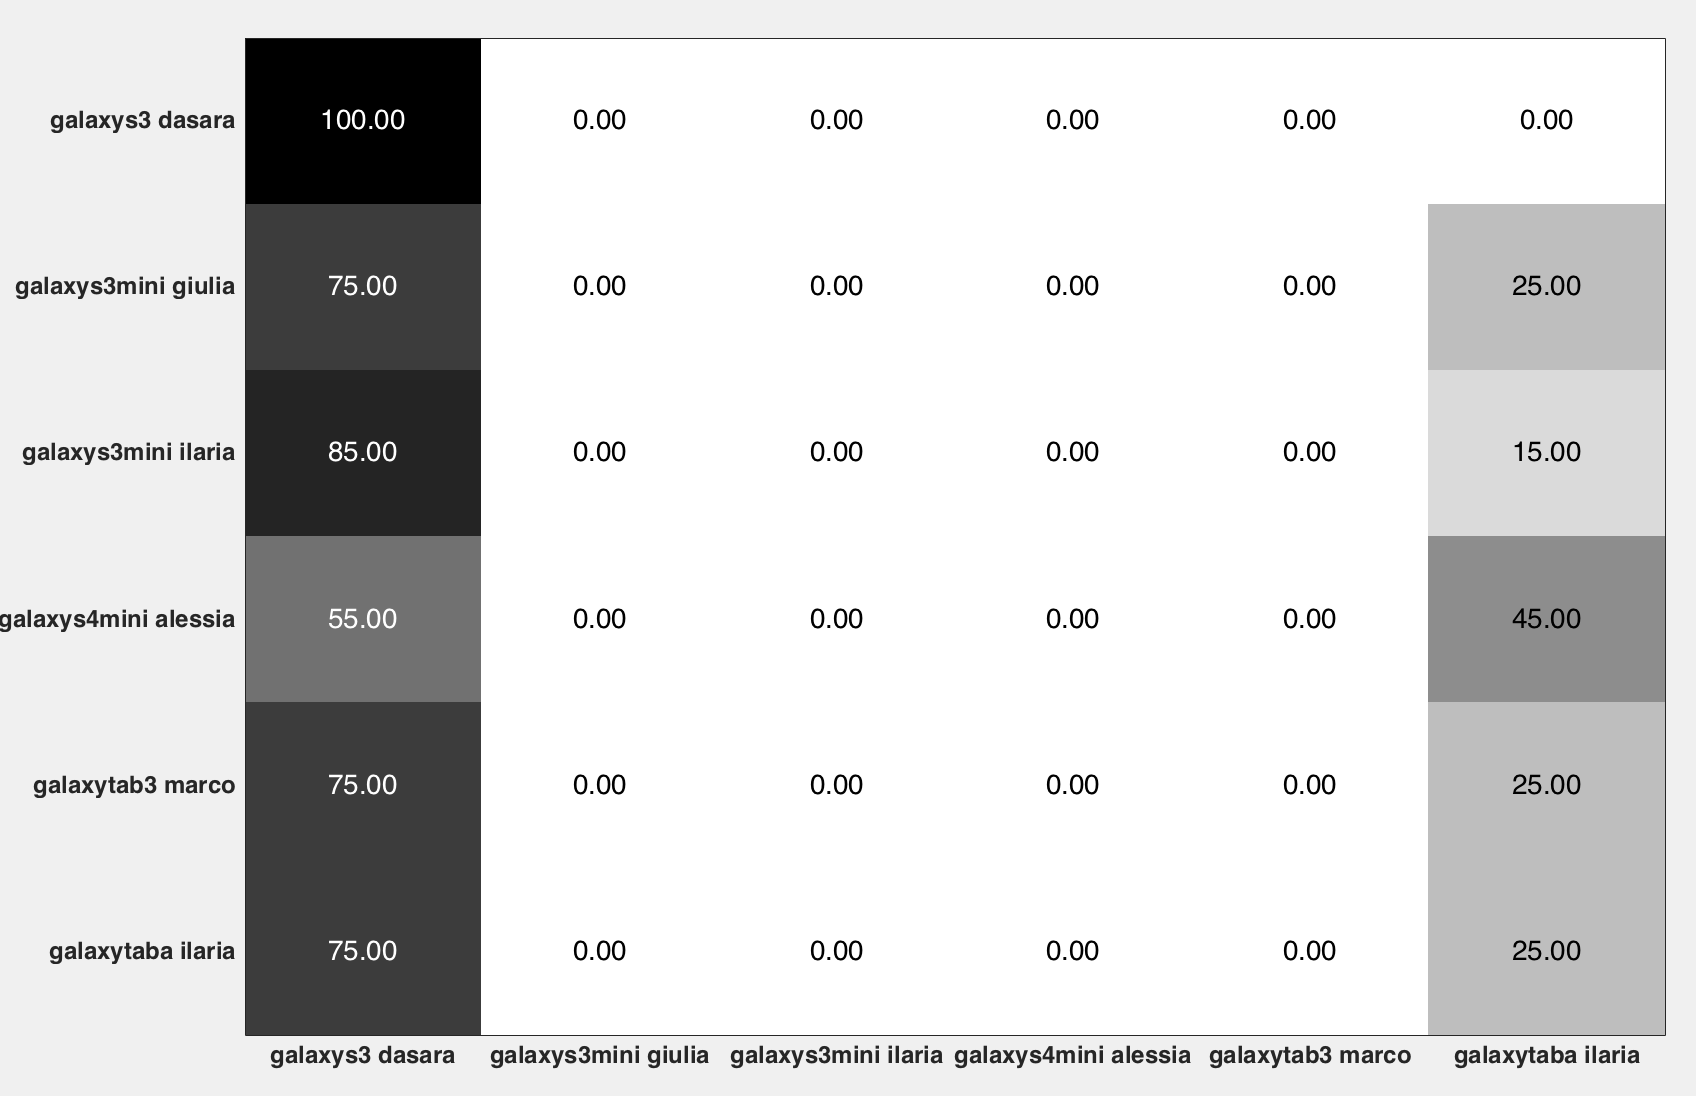 galaxys3 dasara 100.00 0.00 0.00 0.00 0.00 0.00
galaxys3mini giulia 75.00 0.00 0.00 0.00 0.00 25.00
galaxys3mini ilaria 85.00 0.00 0.00 0.00 0.00 15.00
galaxys4mini alessia 55.00 0.00 0.00 0.00 0.00 45.00
galaxytab3 marco 75.00 0.00 0.00 0.00 0.00 25.00
galaxytaba ilaria 75.00 0.00 0.00 0.00 0.00 25.00
galaxys3 dasara galaxys3mini giulia galaxys3mini ilaria galaxys4mini alessia galaxytab3 marco galaxytaba ilaria